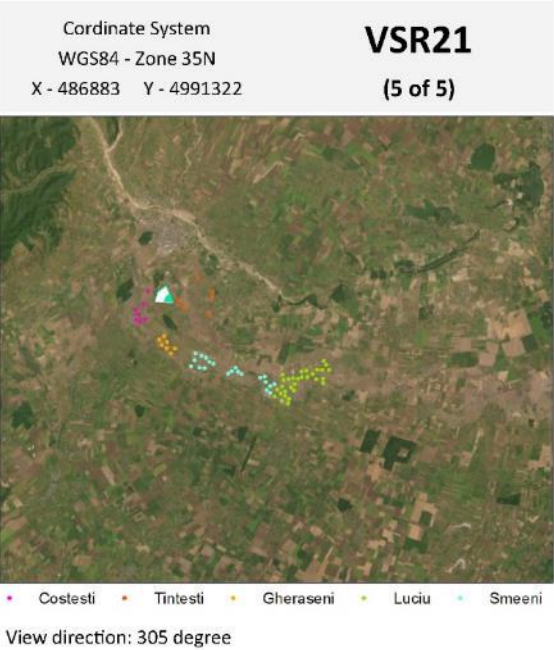 Cordinate System
VSR21
WGS84 - Zone 35N
X - 486883 Y - 4991322
(5 of 5)
Costesti Tintesti Gheraseni Luciu Smeeni
View direction: 305 degree